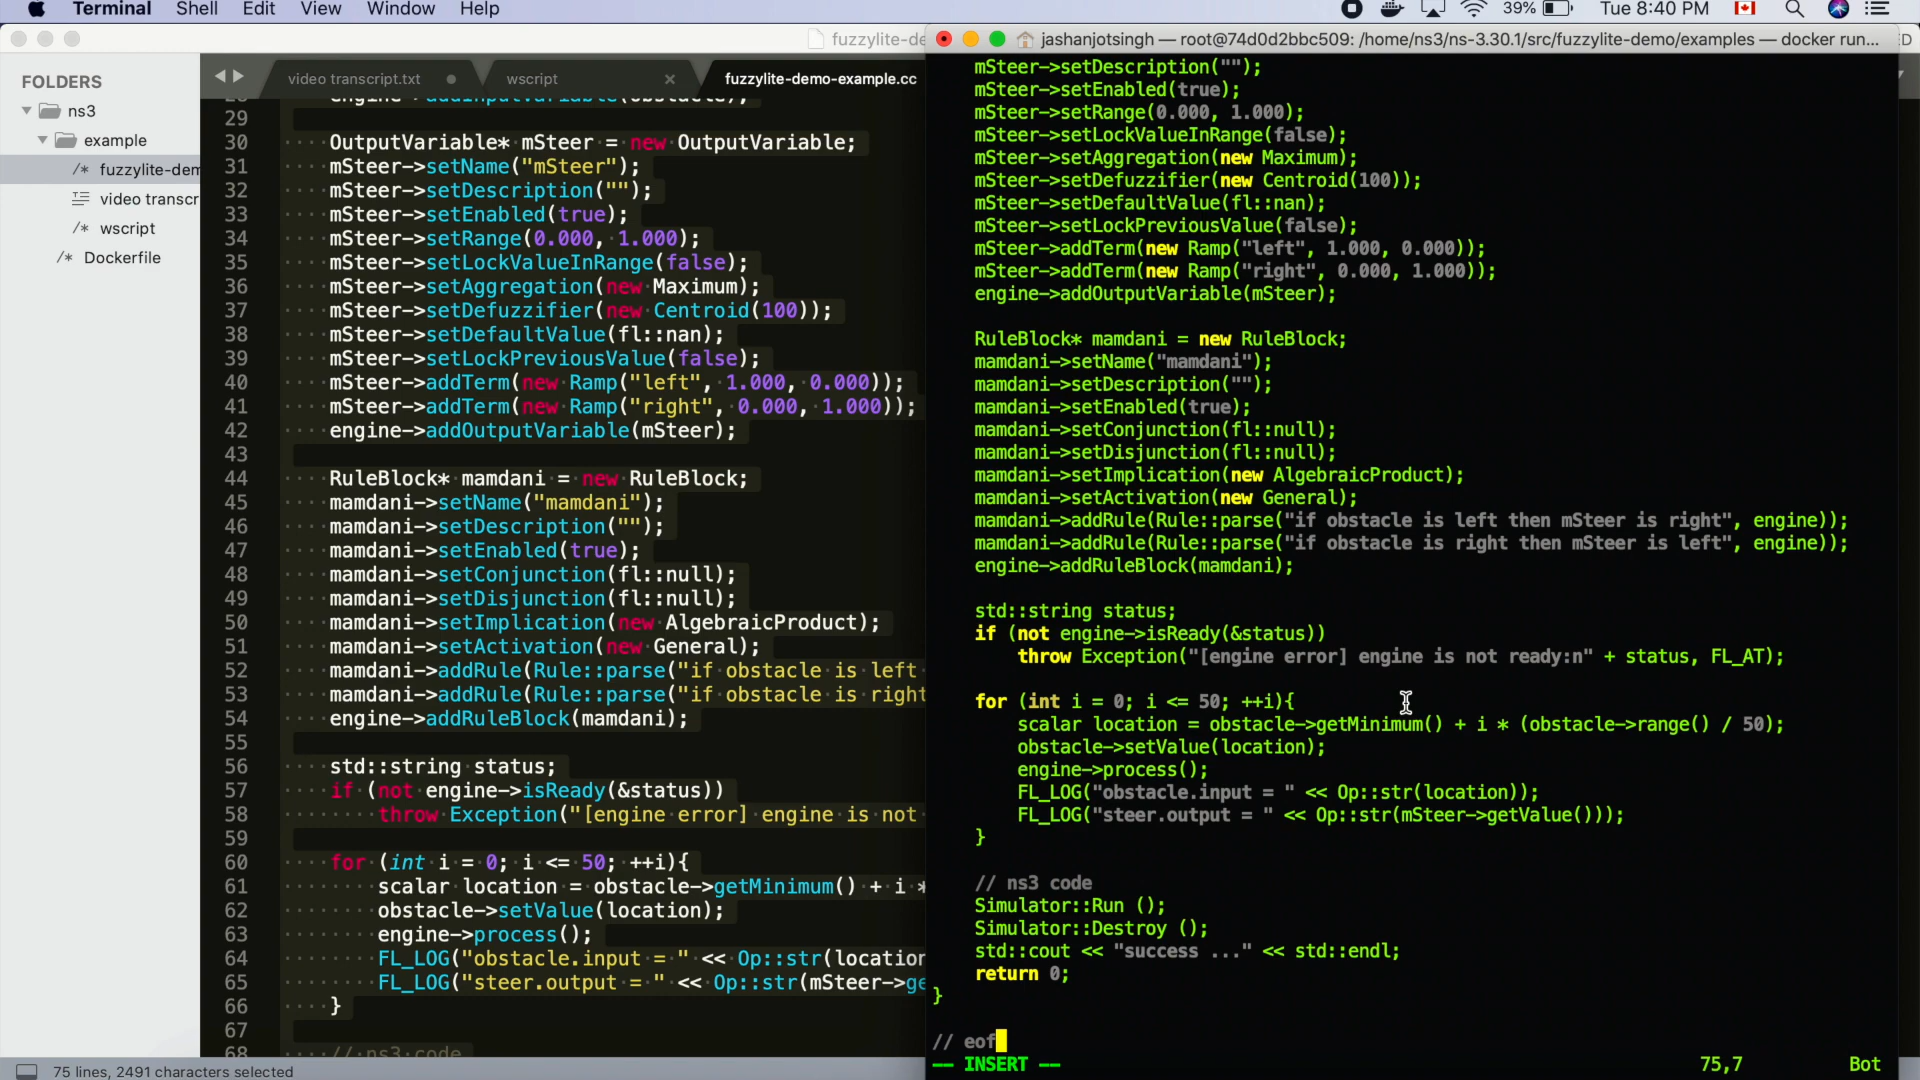 Terminal Shell Edit View Window Help 39% Tue 8:40 PM
fuzzylite-de
jashanjotsingh — root@74d0d2bbc509: /home/ns3/ns-3.30.1/src/fuzzylite-demo/examples — docker run...
FOLDERS
ns3
example
/* fuzzylite-dem
video transcr
/* wscript
/* Dockerfile
video transcript.txt
wscript
fuzzylite-demo-example.cc
29
30 OutputVariable* mSteer = new OutputVariable;
31 mSteer->setName("mSteer");
32 mSteer->setDescription("");
33 mSteer->setEnabled(true);
34 mSteer->setRange(0.000, 1.000);
35 mSteer->setLockValueInRange(false);
36 mSteer->setAggregation(new Maximum);
37 mSteer->setDefuzzifier(new Centroid(100));
38 mSteer->setDefaultValue(fl::nan);
39 mSteer->setLockPreviousValue(false);
40 mSteer->addTerm(new Ramp("left", 1.000, 0.000));
41 mSteer->addTerm(new Ramp("right", 0.000, 1.000));
42 engine->addOutputVariable(mSteer);
43
44 RuleBlock* mamdani = new RuleBlock;
45 mamdani->setName("mamdani");
46 mamdani->setDescription("");
47 mamdani->setEnabled(true);
48 mamdani->setConjunction(fl::null);
49 mamdani->setDisjunction(fl::null);
50 mamdani->setImplication(new AlgebraicProduct);
51 mamdani->setActivation(new General);
52 mamdani->addRule(Rule::parse("if obstacle is left
53 mamdani->addRule(Rule::parse("if obstacle is right
54 engine->addRuleBlock(mamdani);
55
56 std::string status;
57 if (not engine->isReady(&status))
58 throw Exception("[engine error] engine is not
59
60 for (int i = 0; i <= 50; ++i){
61 scalar location = obstacle->getMinimum() + i *
62 obstacle->setValue(location);
63 engine->process();
64 FL_LOG("obstacle.input = " << Op::str(location
65 FL_LOG("steer.output = " << Op::str(mSteer->ge
66 }
67
68 // ns3 code
75 lines, 2491 characters selected
mSteer->setDescription("");
mSteer->setEnabled(true);
mSteer->setRange(0.000, 1.000);
mSteer->setLockValueInRange(false);
mSteer->setAggregation(new Maximum);
mSteer->setDefuzzifier(new Centroid(100));
mSteer->setDefaultValue(fl::nan);
mSteer->setLockPreviousValue(false);
mSteer->addTerm(new Ramp("left", 1.000, 0.000));
mSteer->addTerm(new Ramp("right", 0.000, 1.000));
engine->addOutputVariable(mSteer);
RuleBlock* mamdani = new RuleBlock;
mamdani->setName("mamdani");
mamdani->setDescription("");
mamdani->setEnabled(true);
mamdani->setConjunction(fl::null);
mamdani->setDisjunction(fl::null);
mamdani->setImplication(new AlgebraicProduct);
mamdani->setActivation(new General);
mamdani->addRule(Rule::parse("if obstacle is left then mSteer is right", engine));
mamdani->addRule(Rule::parse("if obstacle is right then mSteer is left", engine));
engine->addRuleBlock(mamdani);
std::string status;
if (not engine->isReady(&status))
throw Exception("[engine error] engine is not ready:n" + status, FL_AT);
for (int i = 0; i <= 50; ++i){
scalar location = obstacle->getMinimum() + i * (obstacle->range() / 50);
obstacle->setValue(location);
engine->process();
FL_LOG("obstacle.input = " << Op::str(location));
FL_LOG("steer.output = " << Op::str(mSteer->getValue()));
}
// ns3 code
Simulator::Run ();
Simulator::Destroy ();
std::cout << "success ..." << std::endl;
return 0;
}
// eof
-- INSERT -- 75,7 Bot